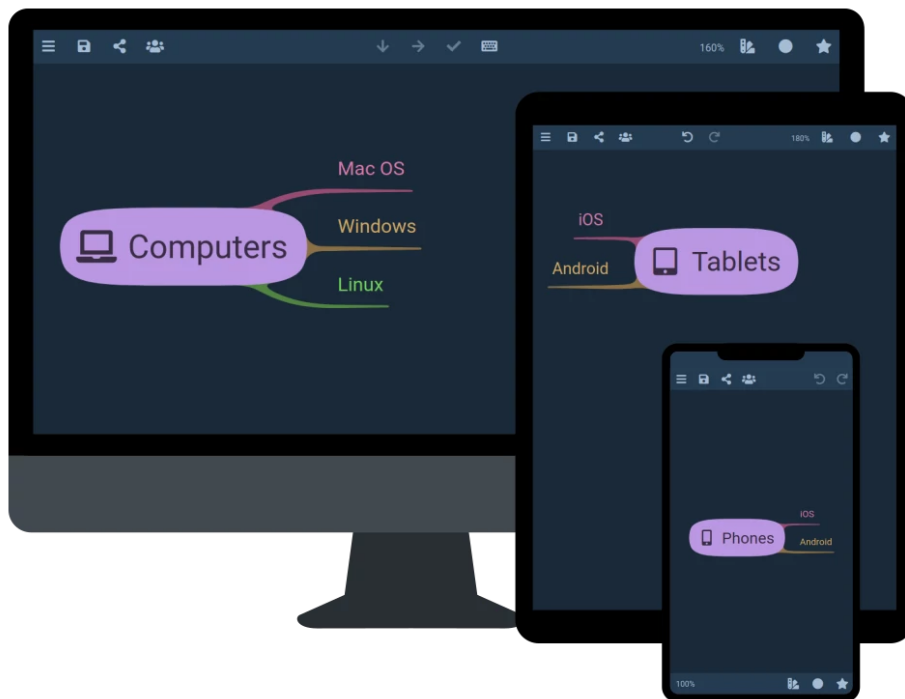 160%
Mac OS
Computers
Windows
Linux
180%
iOS
Tablets
Android
iOS
Phones
Android
100%